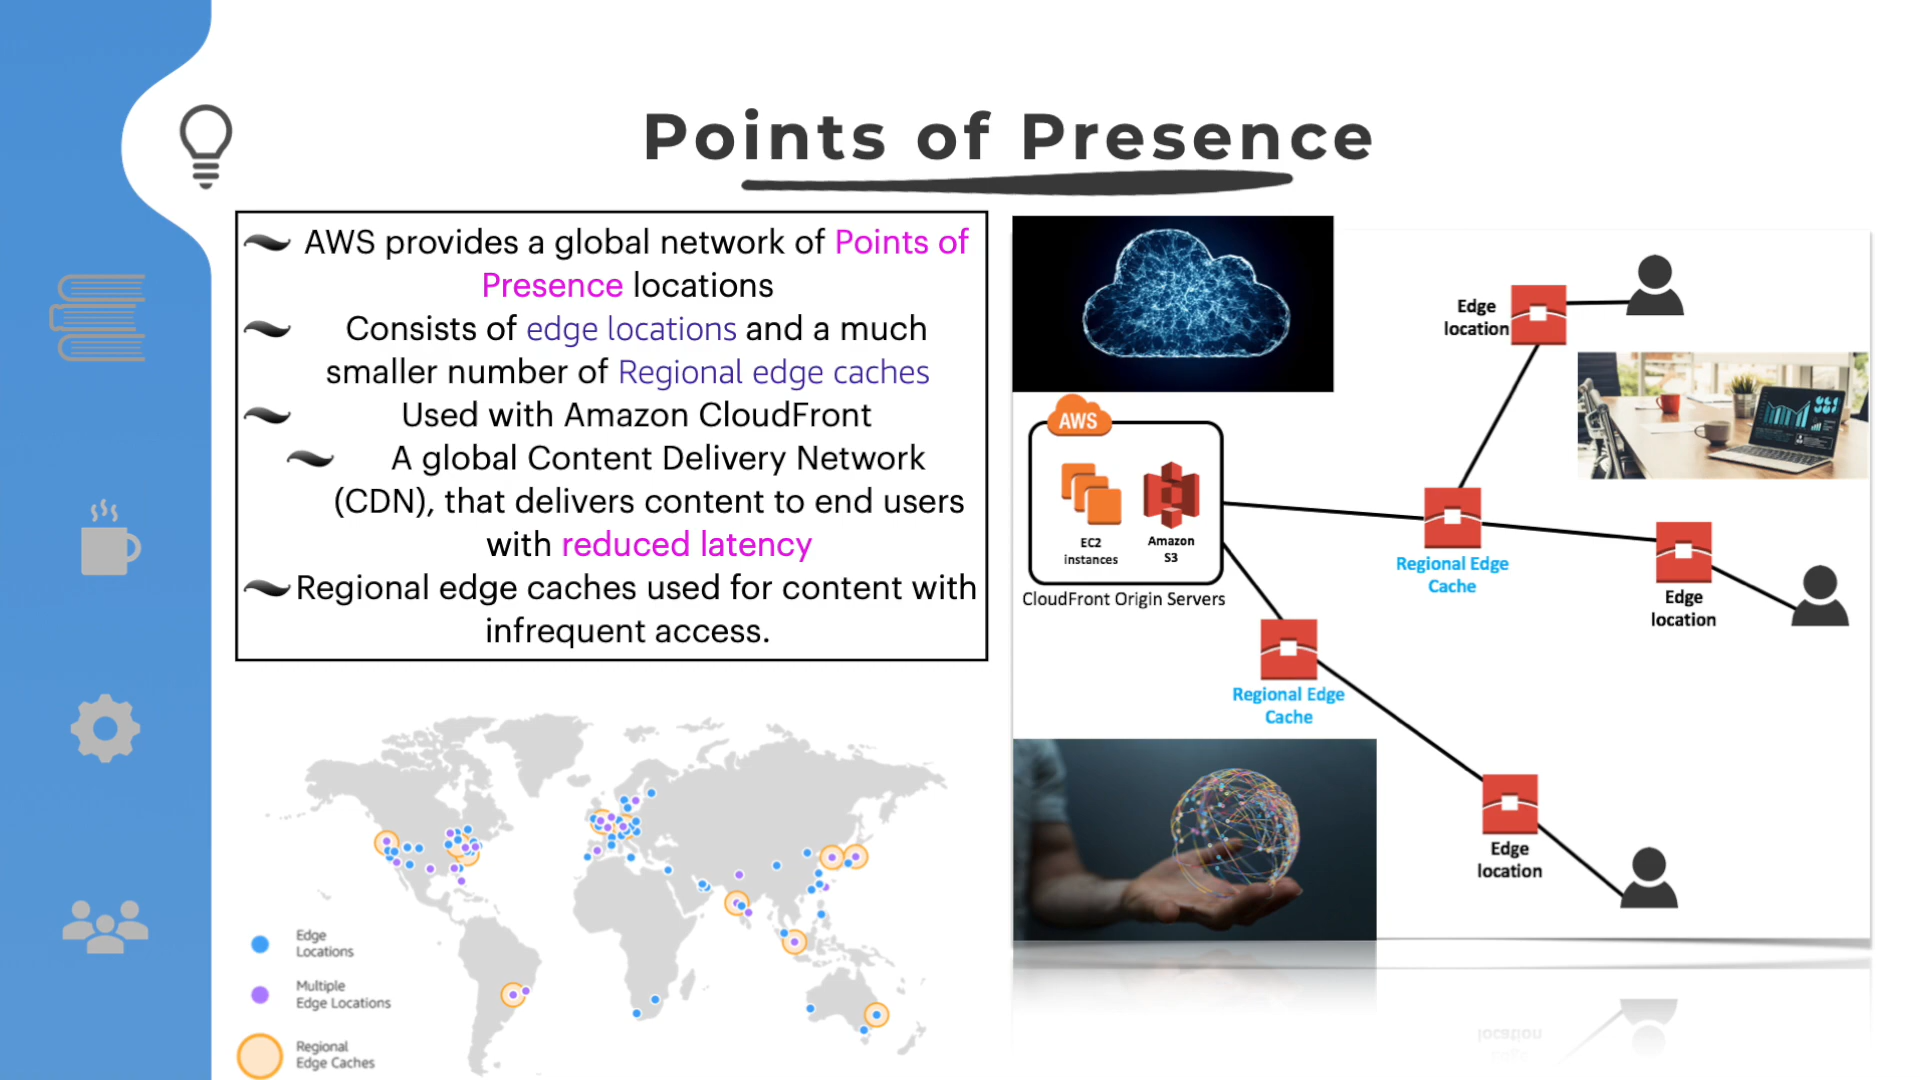 Points of Presence
AWS provides a global network of Points of
Presence locations
Consists of edge locations and a much
smaller number of Regional edge caches
Used with Amazon CloudFront
A global Content Delivery Network
(CDN), that delivers content to end users
with reduced latency
Regional edge caches used for content with
infrequent access.
Edge
location
AWS
EC2
instances
Amazon
S3
CloudFront Origin Servers
Regional Edge
Cache
Edge
location
Regional Edge
Cache
Edge
location
Edge
Locations
Multiple
Edge Locations
Regional
Edge Caches
location